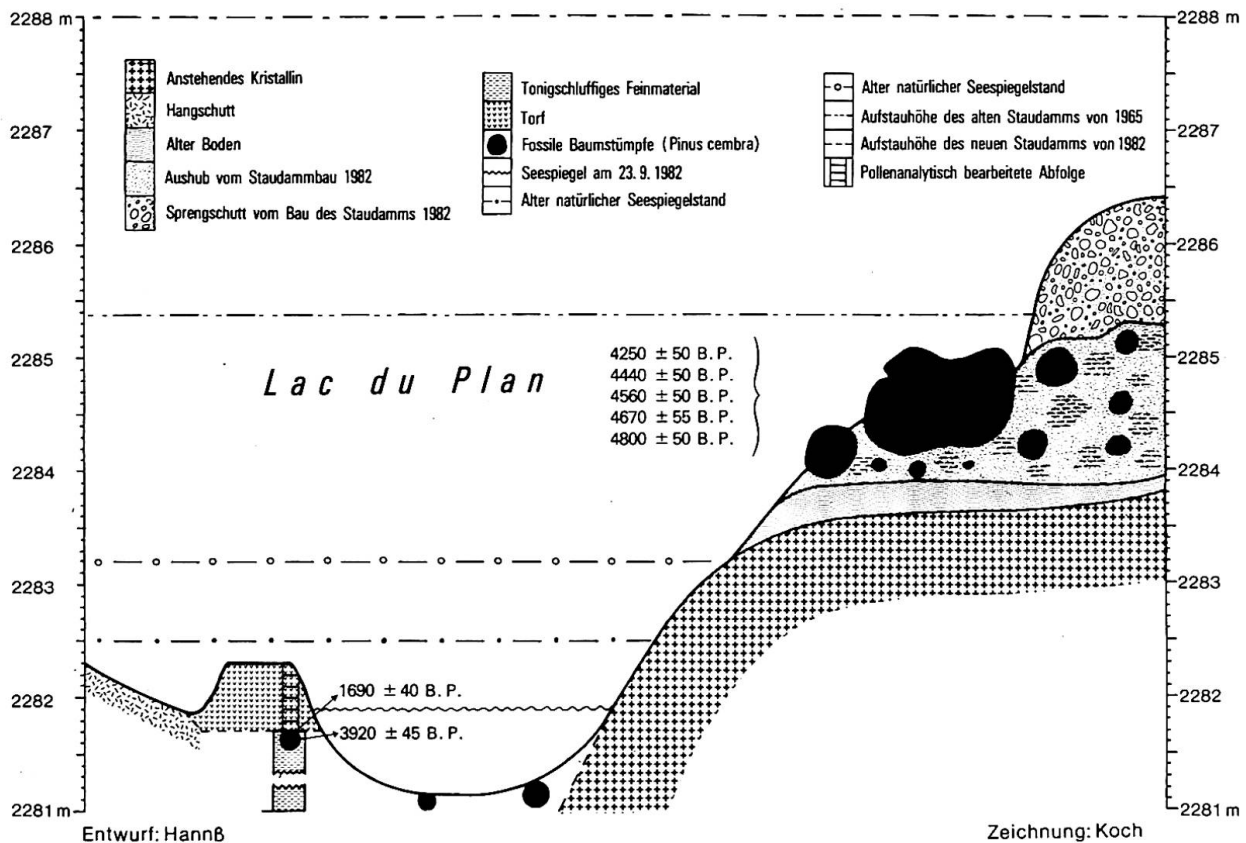 2288 m
2287
2286
2285
2284
2283
2282
2281 m
Anstehendes Kristallin
Hangschutt
Alter Boden
Aushub vom Staudammbau 1982
Sprengschutt vom Bau des Staudamms 1982
Tonigschluffiges Feinmaterial
Torf
Fossile Baumstümpfe (Pinus cembra)
Seespiegel am 23.9.1982
Alter natürlicher Seespiegelstand
Alter natürlicher Seespiegelstand
Aufstauhöhe des alten Staudamms von 1965
Aufstauhöhe des neuen Staudamms von 1982
Pollenanalytisch bearbeitete Abfolge
2288 m
2287
2286
2285
2284
2283
2282
2281 m
Lac du Plan
4250 ± 50 B.P.
4440 ± 50 B.P.
4560 ± 50 B.P.
4670 ± 55 B.P.
4800 ± 50 B.P.
1690 ± 40 B.P.
3920 ± 45 B.P.
Entwurf: Hannß
Zeichnung: Koch